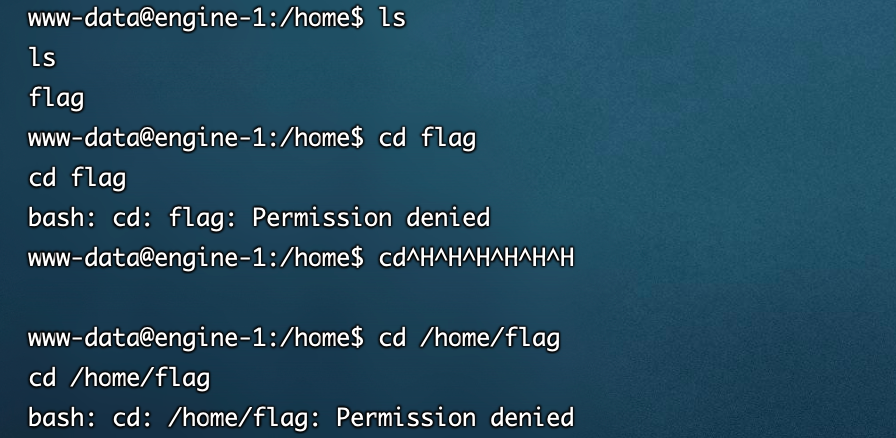 www-data@engine-1:/home$ ls
ls
flag
www-data@engine-1:/home$ cd flag
cd flag
bash: cd: flag: Permission denied
www-data@engine-1:/home$ cd^H^H^H^H^H^H
www-data@engine-1:/home$ cd /home/flag
cd /home/flag
bash: cd: /home/flag: Permission denied